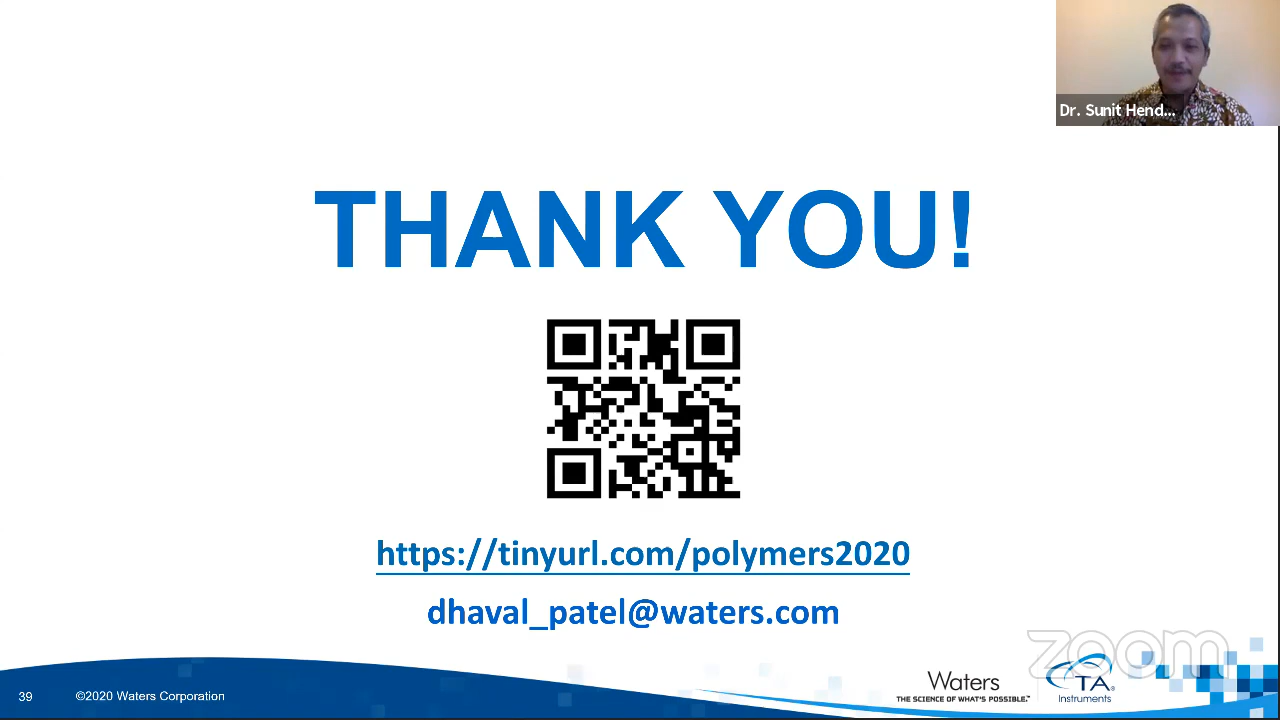 Dr. Sunit Hend...
THANK YOU!
https://tinyurl.com/polymers2020
dhaval_patel@waters.com
zoom
39
©2020 Waters Corporation
Waters
THE SCIENCE OF WHAT'S POSSIBLE.™
TA®
Instruments